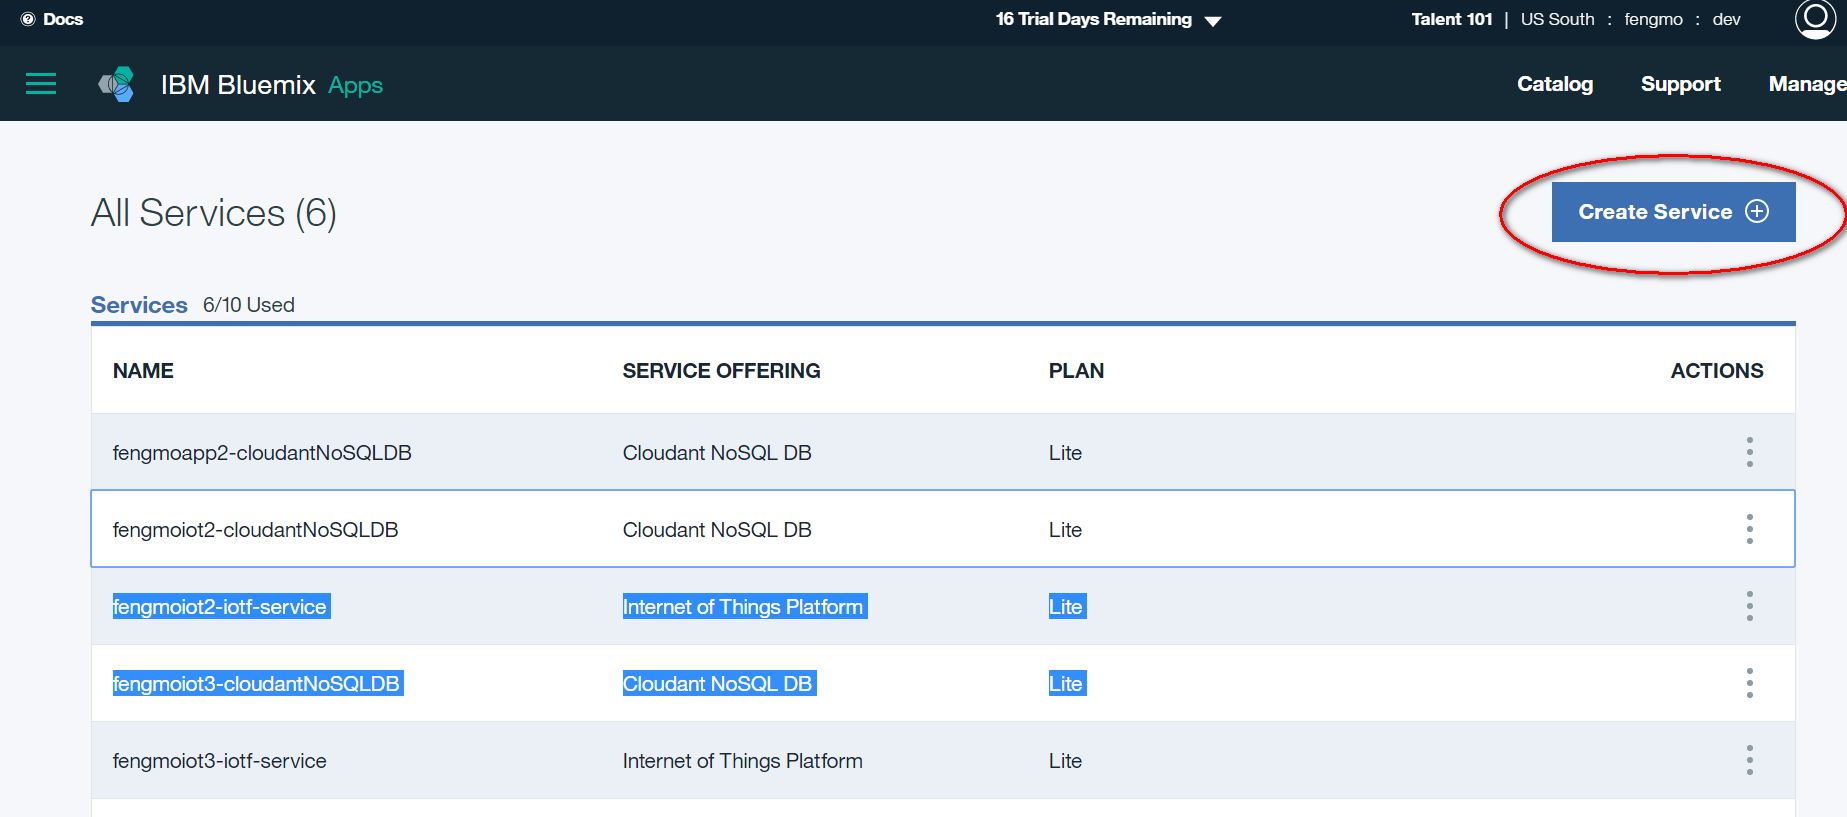 Docs
16 Trial Days Remaining
Talent 101 | US South : fengmo : dev
IBM Bluemix Apps
Catalog Support Manage
All Services (6)
Create Service
Services 6/10 Used
NAME SERVICE OFFERING PLAN ACTIONS
fengmoapp2-cloudantNoSQLDB Cloudant NoSQL DB Lite
fengmoiot2-cloudantNoSQLDB Cloudant NoSQL DB Lite
fengmoiot2-iotf-service Internet of Things Platform Lite
fengmoiot3-cloudantNoSQLDB Cloudant NoSQL DB Lite
fengmoiot3-iotf-service Internet of Things Platform Lite